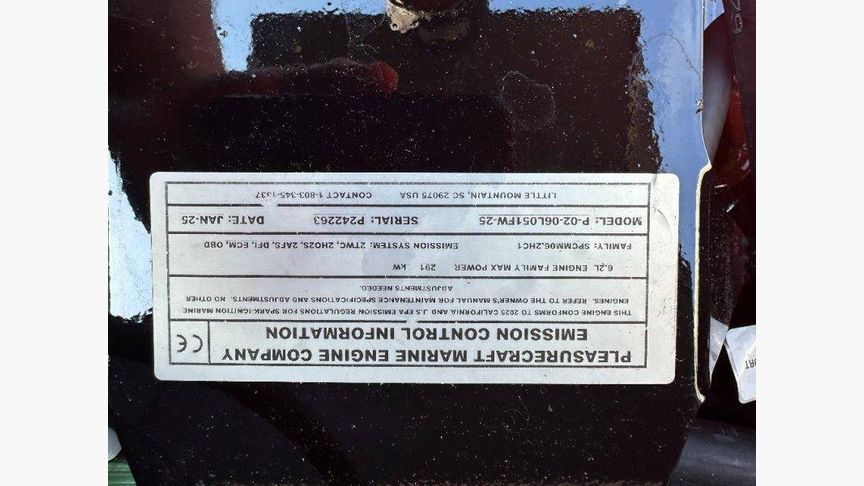 PLEASURECRAFT MARINE ENGINE COMPANY
EMISSION CONTROL INFORMATION
CE
THIS ENGINE CONFORMS TO 2025 CALIFORNIA AND U.S EPA EMISSION REGULATIONS FOR SPARK-IGNITION MARINE
ENGINES. REFER TO THE OWNER'S MANUAL FOR MAINTENANCE SPECIFICATIONS AND ADJUSTMENTS. NO OTHER
ADJUSTMENTS NEEDED.
6.2L ENGINE FAMILY MAX POWER 291 kW
FAMILY: SPCMM06.2HC1 EMISSION SYSTEM: 2TWC, 2HO2S, 2AFS, DFI, ECM, OBD
MODEL: P-02-06L051FW-25 SERIAL: P242263 DATE: JAN-25
LITTLE MOUNTAIN, SC 29075 USA CONTACT 1-803-345-1337